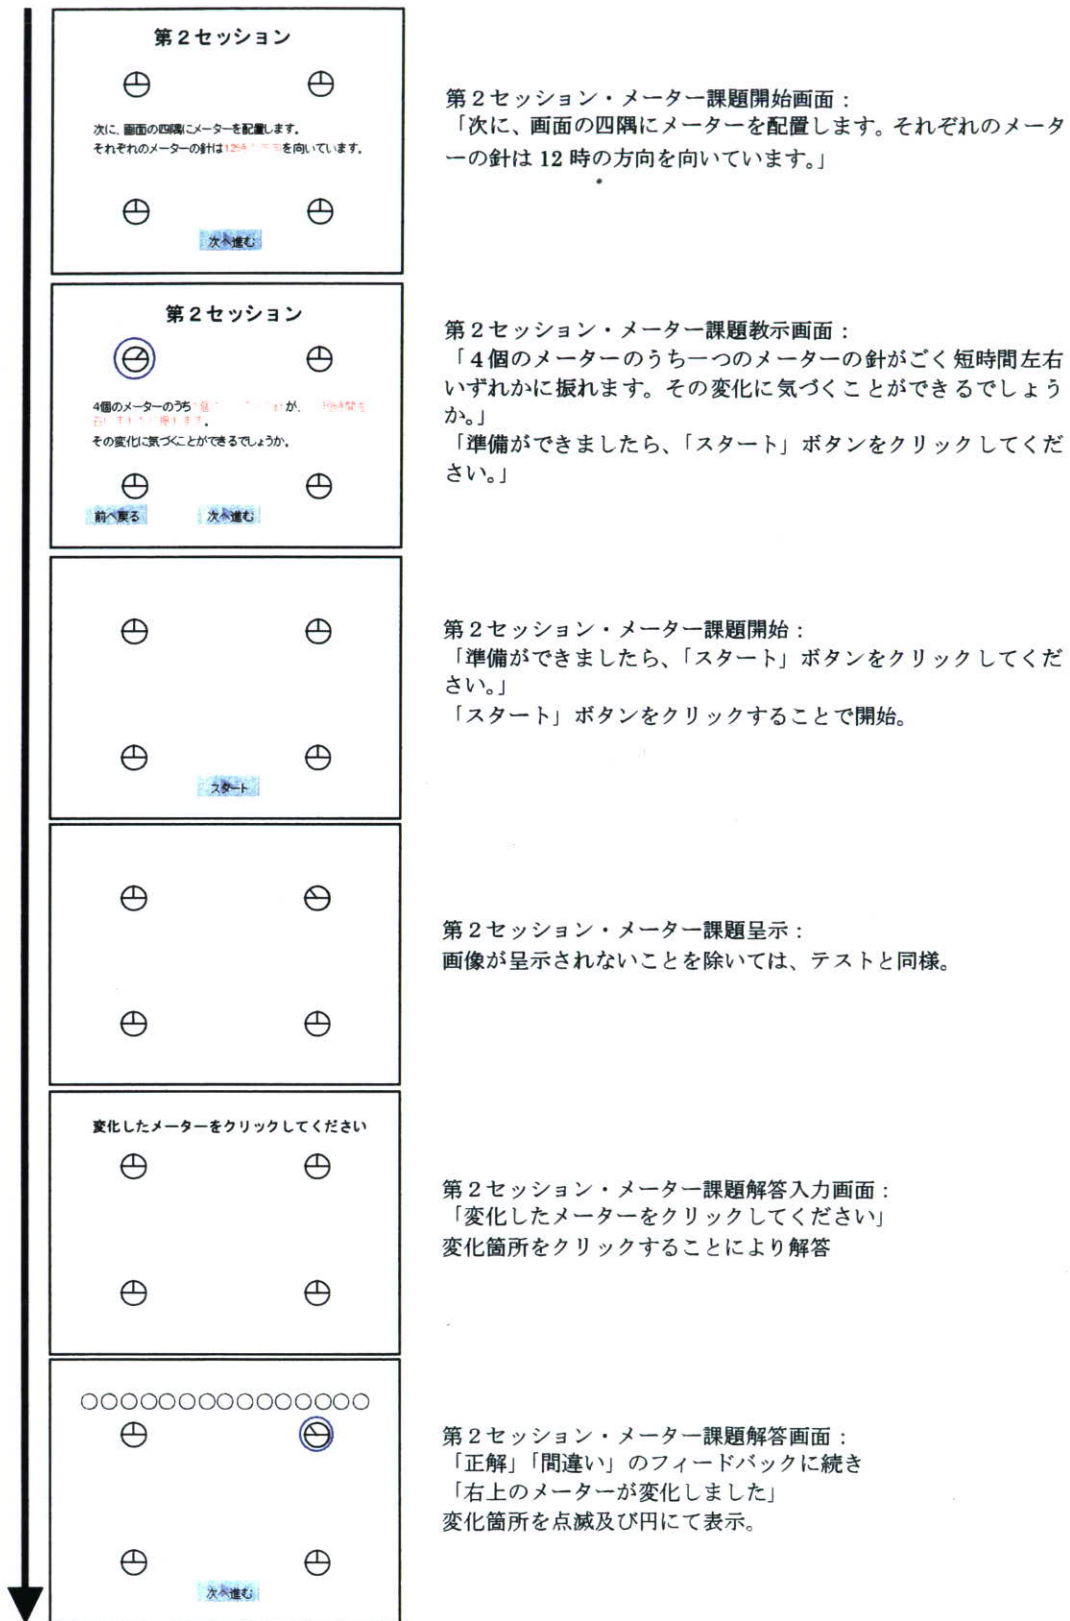 第2セッション
次に、画面の四隅にメーターを配置します。
それぞれのメーターの針は12時を向いています。
次へ進む
第2セッション・メーター課題開始画面:
「次に、画面の四隅にメーターを配置します。それぞれのメータ
ーの針は12時の方向を向いています。」
第2セッション
4個のメーターのうち が、
その変化に気づくことができるでしょうか。
前へ戻る 次へ進む
第2セッション・メーター課題教示画面:
「4個のメーターのうち一つのメーターの針がごく短時間左右
いずれかに振れます。その変化に気づくことができるでしょう
か。」
「準備ができましたら、「スタート」ボタンをクリックしてくだ
さい。」
スタート
第2セッション・メーター課題開始:
「準備ができましたら、「スタート」ボタンをクリックしてくだ
さい。」
「スタート」ボタンをクリックすることで開始。
第2セッション・メーター課題呈示:
画像が呈示されないことを除いては、テストと同様。
変化したメーターをクリックしてください
第2セッション・メーター課題解答入力画面:
「変化したメーターをクリックしてください」
変化箇所をクリックすることにより解答
○○○○○○○○○○○○○○○
次へ進む
第2セッション・メーター課題解答画面:
「正解」「間違い」のフィードバックに続き
「右上のメーターが変化しました」
変化箇所を点滅及び円にて表示。